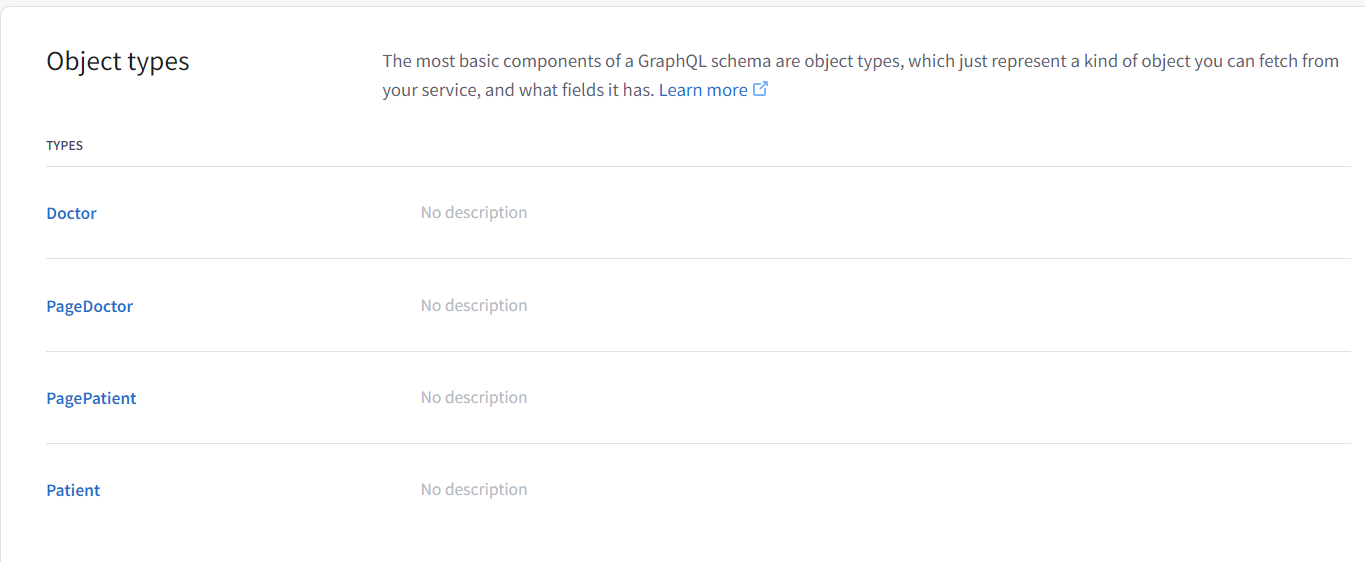 Object types
The most basic components of a GraphQL schema are object types, which just represent a kind of object you can fetch from
your service, and what fields it has. Learn more
TYPES
Doctor No description
PageDoctor No description
PagePatient No description
Patient No description